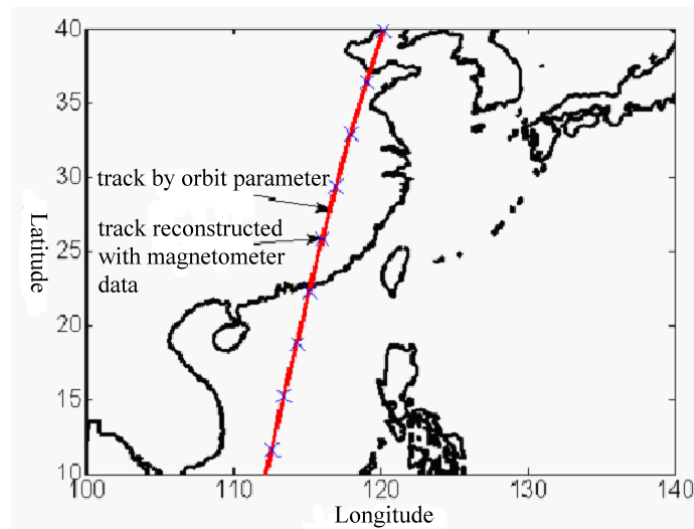 40
35
30
25
20
15
10
Latitude
track by orbit parameter
track reconstructed
with magnetometer
data
100
110
120
130
140
Longitude